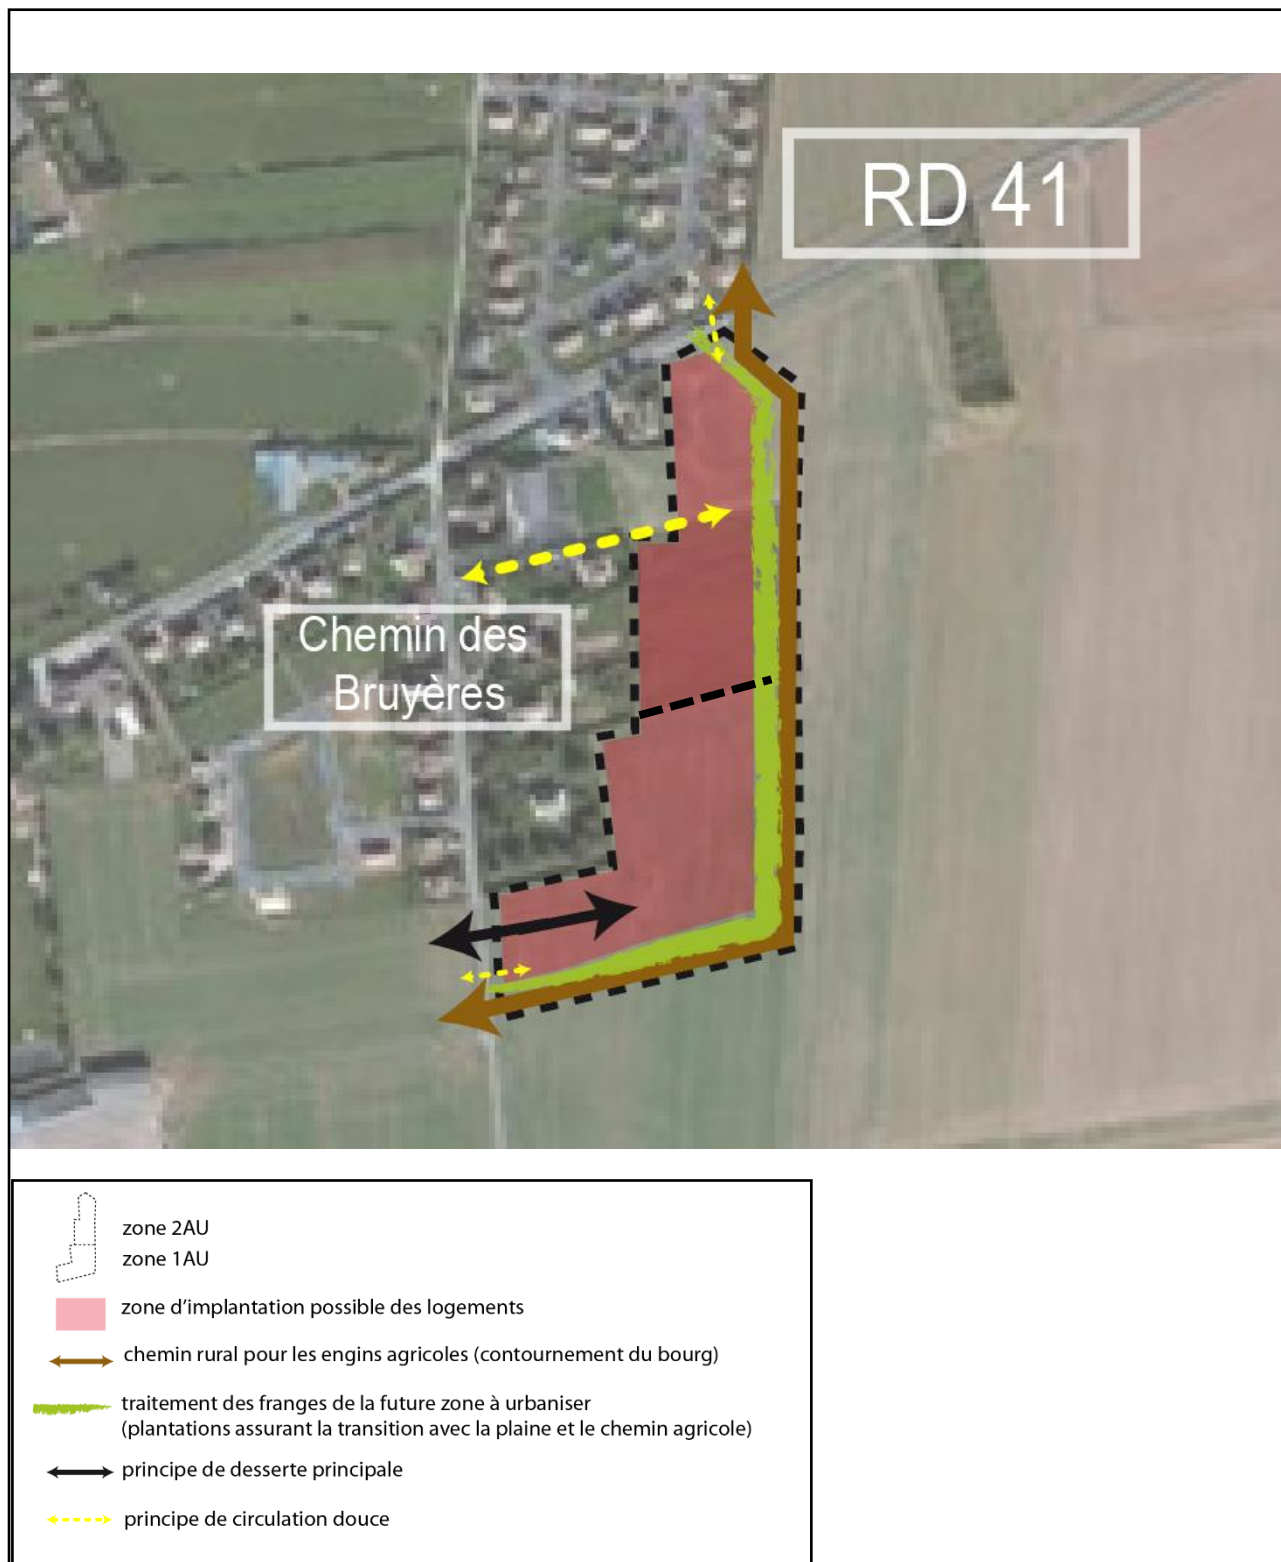 RD 41
Chemin des
Bruyères
zone 2AU
zone 1AU
zone d'implantation possible des logements
chemin rural pour les engins agricoles (contournement du bourg)
traitement des franges de la future zone à urbaniser
(plantations assurant la transition avec la plaine et le chemin agricole)
principe de desserte principale
principe de circulation douce